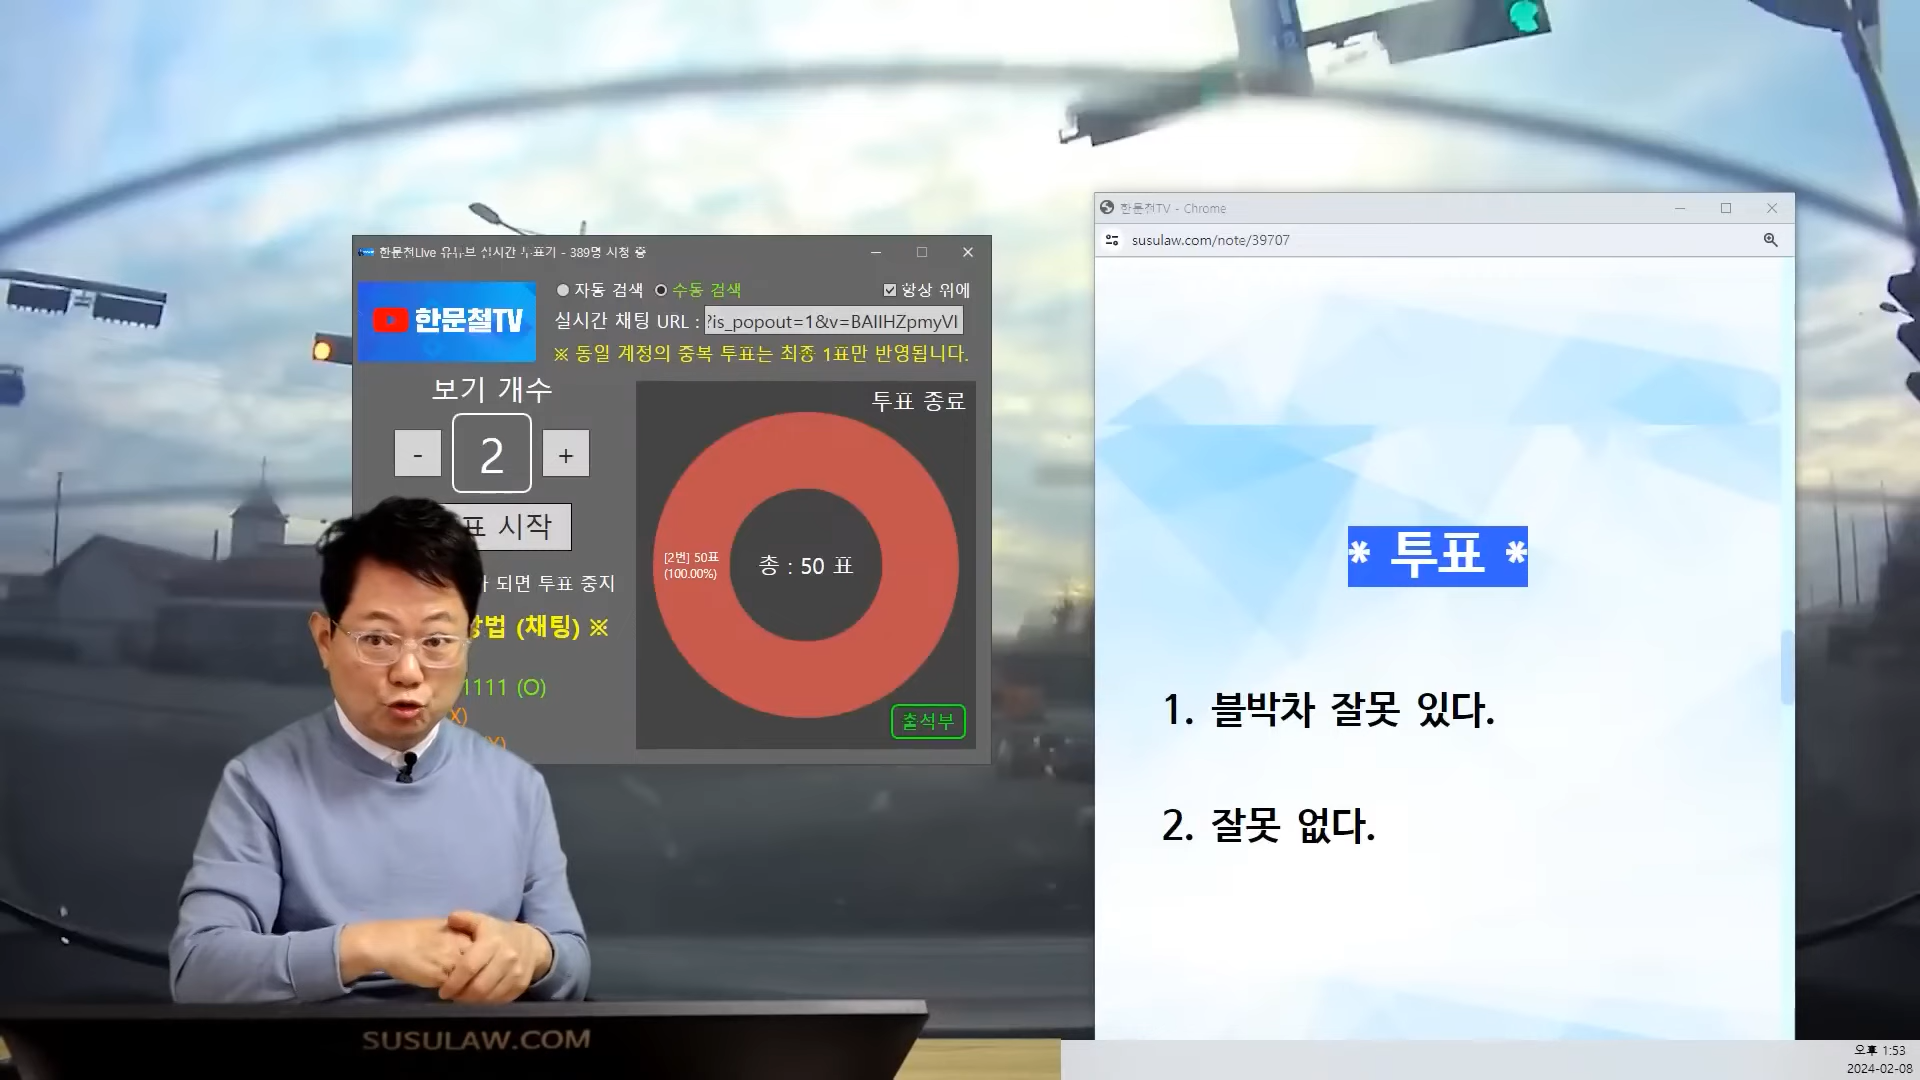 한문철Live 유튜브 실시간 투표기 - 389명 시청 중
한문철TV
자동 검색
수동 검색
항상 위에
실시간 채팅 URL :
?is_popout=1&v=BAIIHZpmyVI
※ 동일 계정의 중복 투표는 최종 1표만 반영됩니다.
보기 개수
-
2
+
표 시작
되면 투표 중지
(채팅) ※
1111 (O)
X)
투표 종료
[2번] 50표
(100.00%)
총 : 50 표
출석부
한문철TV - Chrome
susulaw.com/note/39707
* 투표 *
1. 블박차 잘못 있다.
2. 잘못 없다.
SUSULAW.COM
오후 1:53
2024-02-08